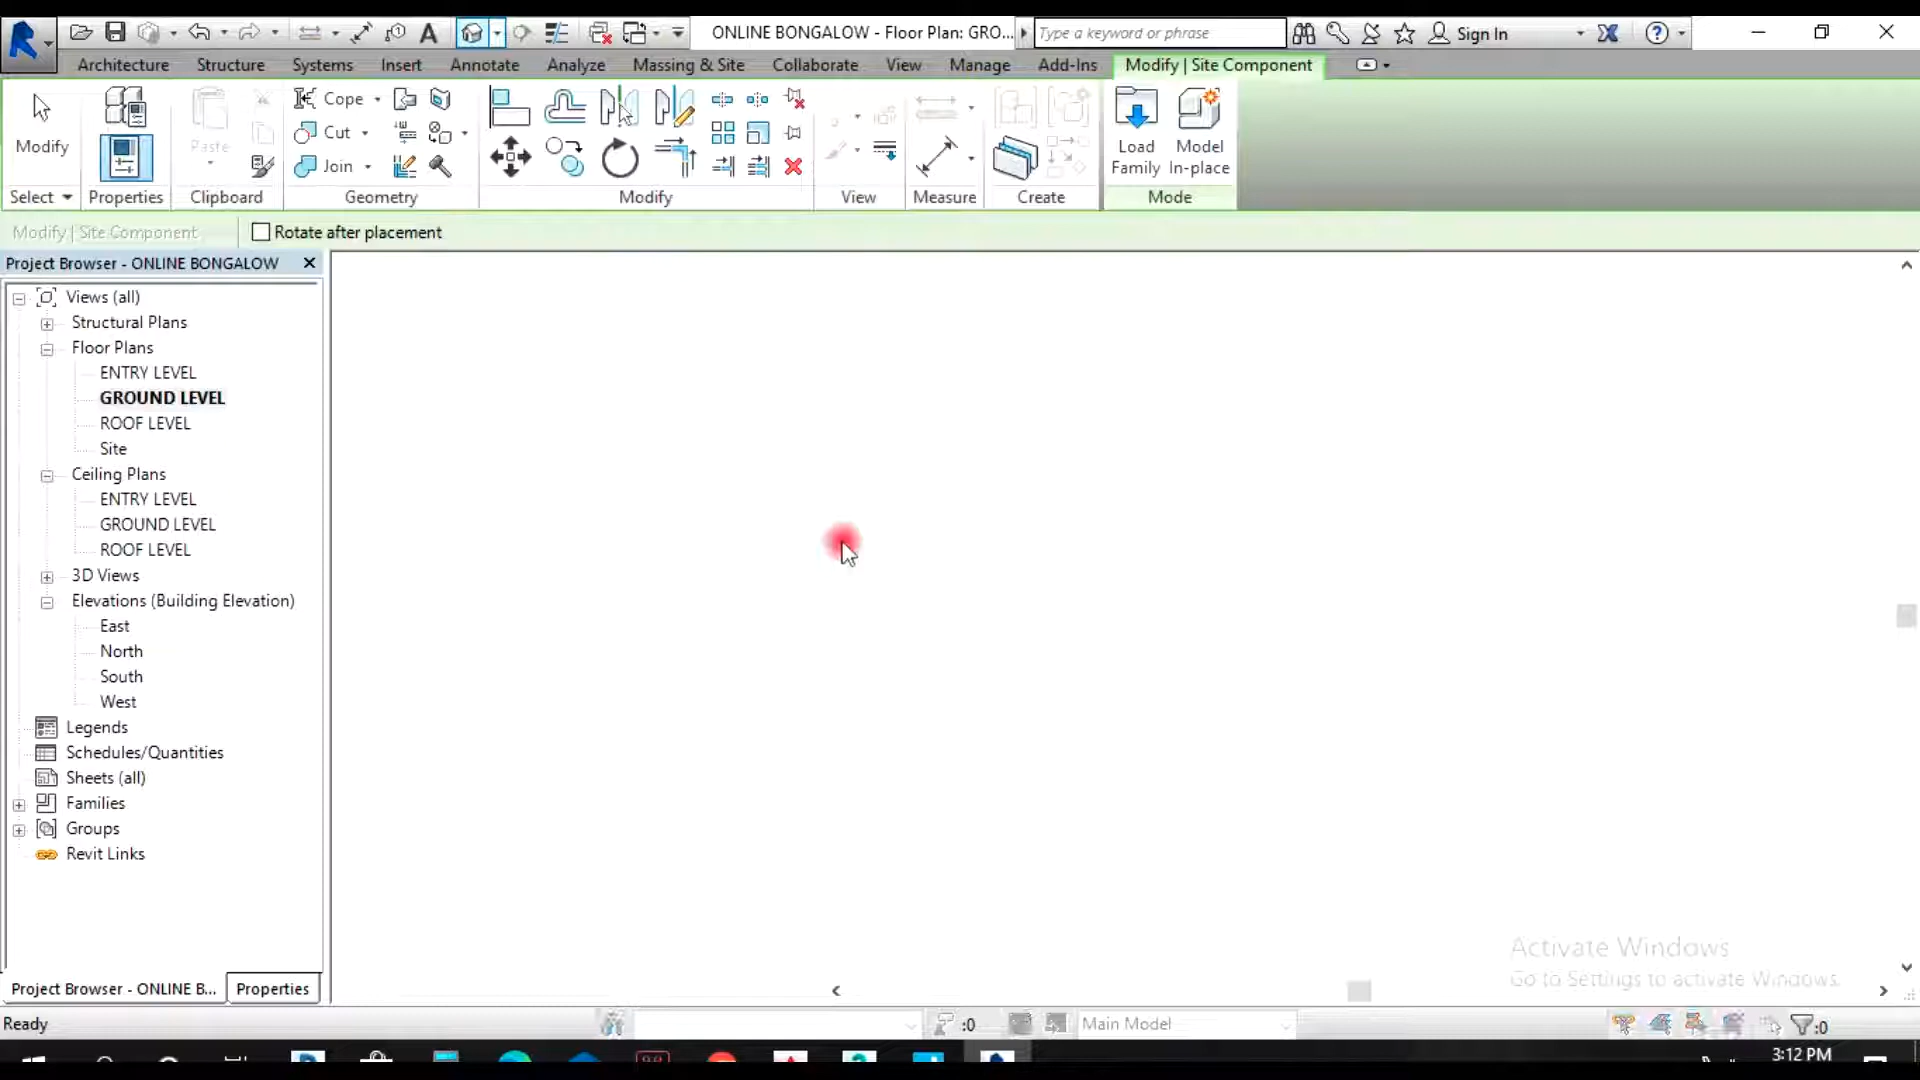 ONLINE BONGALOW - Floor Plan: GRO...
Type a keyword or phrase
Sign In
Architecture Structure Systems Insert Annotate Analyze Massing & Site Collaborate View Manage Add-Ins Modify | Site Component
Cope
Cut
Join
Modify
Paste
Load Family
Model In-place
Select Properties Clipboard Geometry Modify View Measure Create Mode
Modify | Site Component
Rotate after placement
Project Browser - ONLINE BONGALOW
Views (all)
Structural Plans
Floor Plans
ENTRY LEVEL
GROUND LEVEL
ROOF LEVEL
Site
Ceiling Plans
ENTRY LEVEL
GROUND LEVEL
ROOF LEVEL
3D Views
Elevations (Building Elevation)
East
North
South
West
Legends
Schedules/Quantities
Sheets (all)
Families
Groups
Revit Links
Activate Windows
Go to Settings to activate Windows.
Project Browser - ONLINE B... Properties
Ready
:0
Main Model
:0
3:12 PM